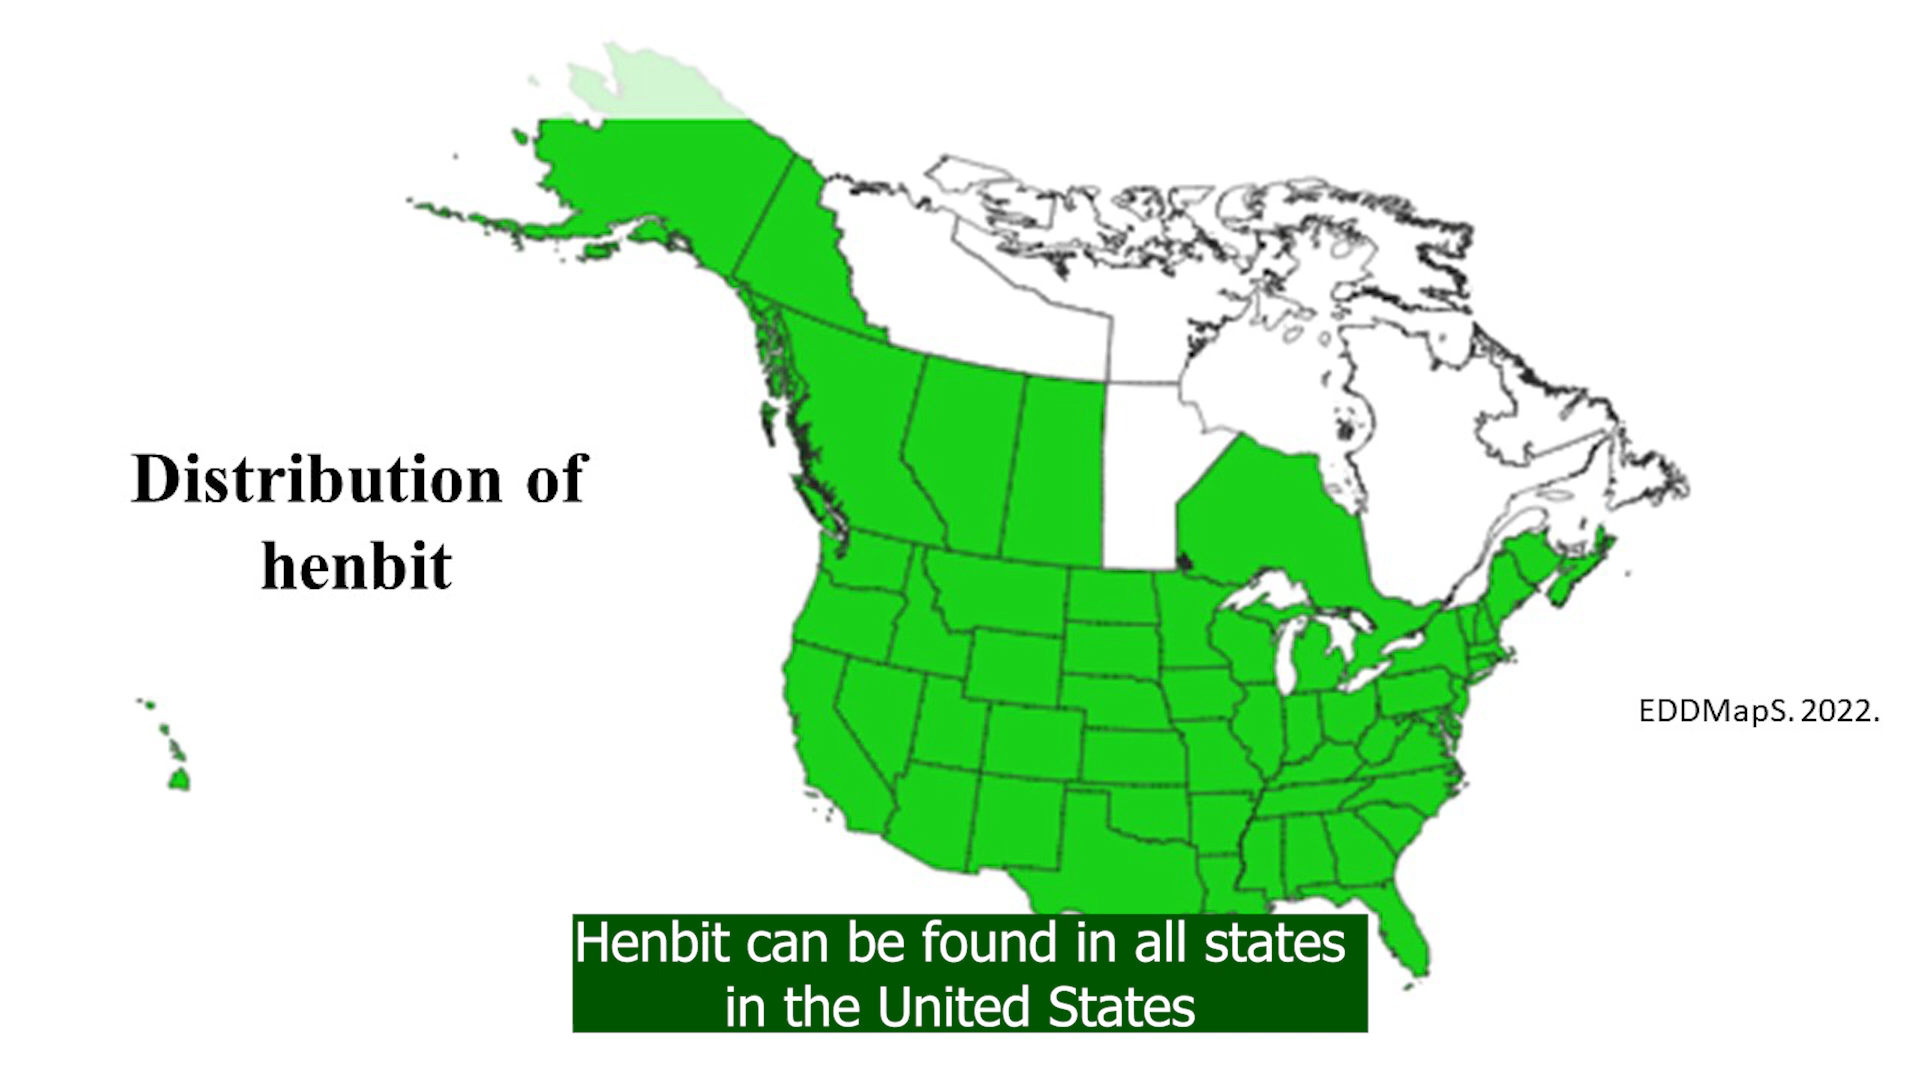 Distribution of
henbit
EDDMapS. 2022.
Henbit can be found in all states
in the United States